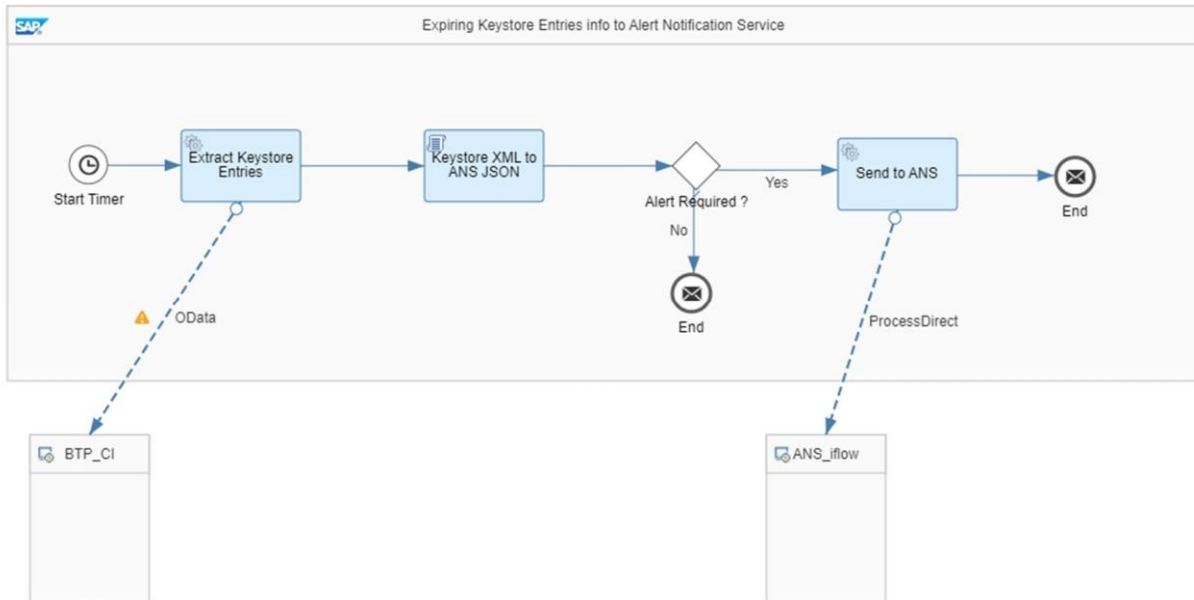 SAP
Expiring Keystore Entries info to Alert Notification Service
Start Timer
Extract Keystore
Entries
Keystore XML to
ANS JSON
Alert Required ?
Yes
No
End
Send to ANS
End
OData
ProcessDirect
BTP_CI
ANS_iflow